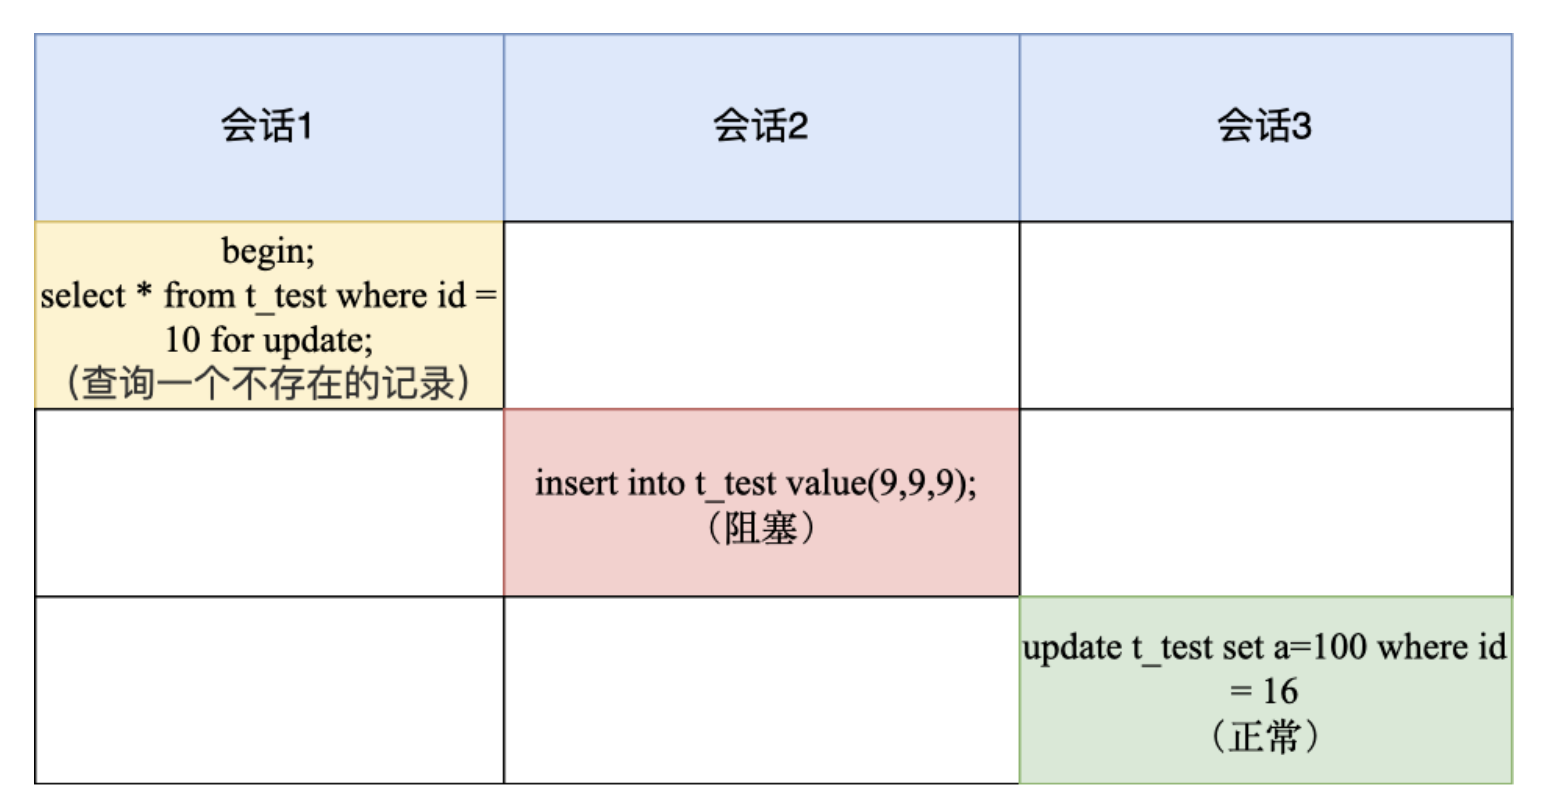 会话1
会话2
会话3
begin;
select * from t_test where id =
10 for update;
（查询一个不存在的记录）
insert into t_test value(9,9,9);
（阻塞）
update t_test set a=100 where id
= 16
（正常）